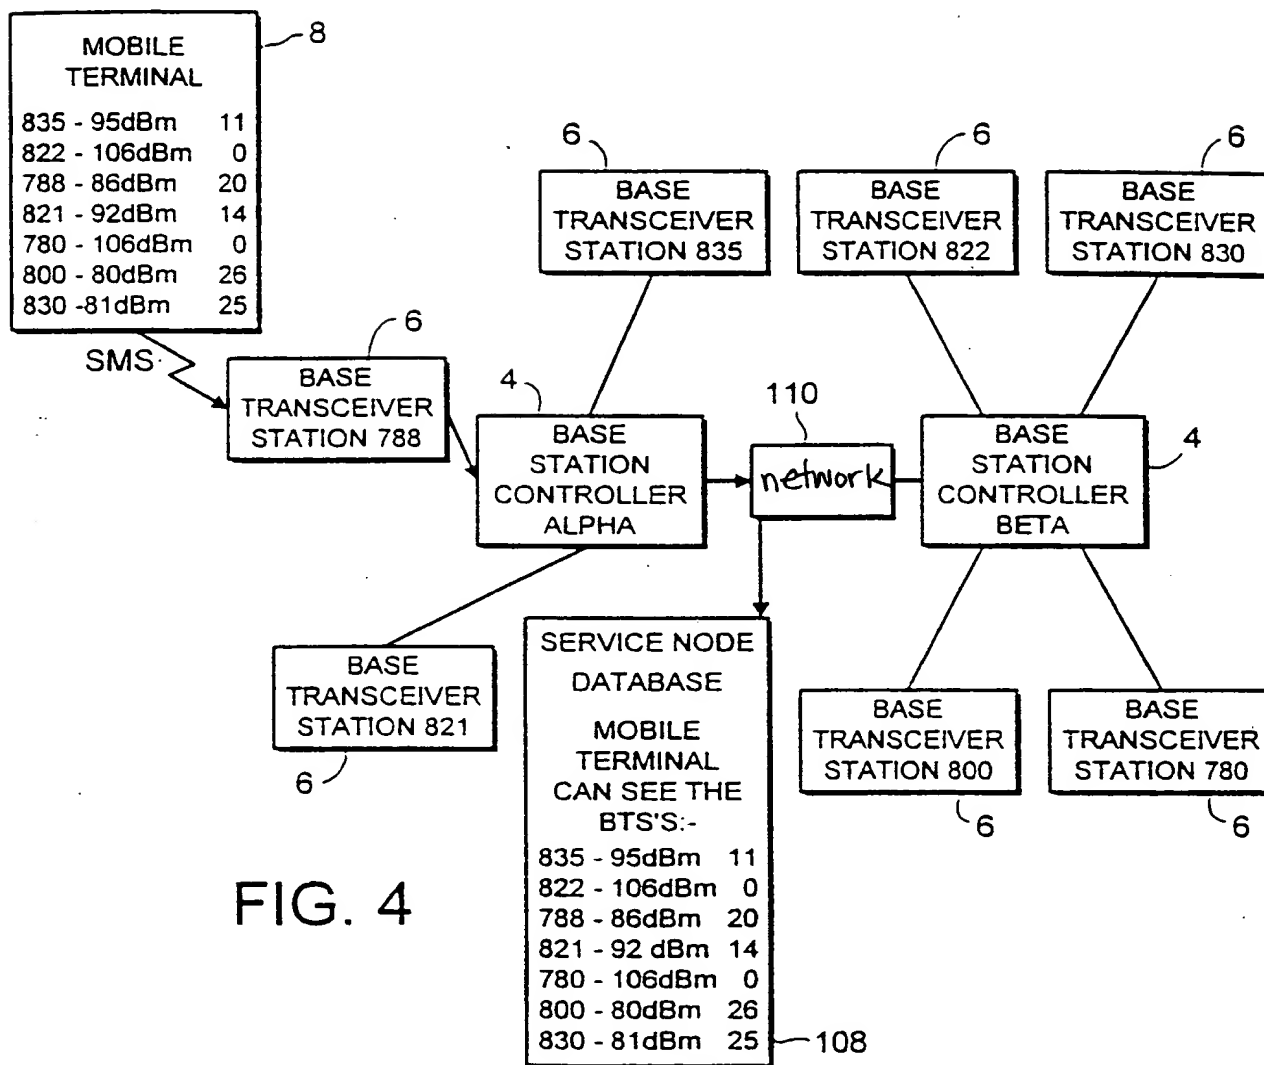 MOBILE
TERMINAL
835 - 95dBm 11
822 - 106dBm 0
788 - 86dBm 20
821 - 92dBm 14
780 - 106dBm 0
800 - 80dBm 26
830 -81dBm 25
8
SMS
6
BASE
TRANSCEIVER
STATION 788
6
BASE
TRANSCEIVER
STATION 835
6
BASE
TRANSCEIVER
STATION 822
6
BASE
TRANSCEIVER
STATION 830
4
BASE
STATION
CONTROLLER
ALPHA
110
network
4
BASE
STATION
CONTROLLER
BETA
BASE
TRANSCEIVER
STATION 821
6
SERVICE NODE
DATABASE
MOBILE
TERMINAL
CAN SEE THE
BTS'S:-
835 - 95dBm 11
822 - 106dBm 0
788 - 86dBm 20
821 - 92 dBm 14
780 - 106dBm 0
800 - 80dBm 26
830 - 81dBm 25
108
BASE
TRANSCEIVER
STATION 800
6
BASE
TRANSCEIVER
STATION 780
6
FIG. 4